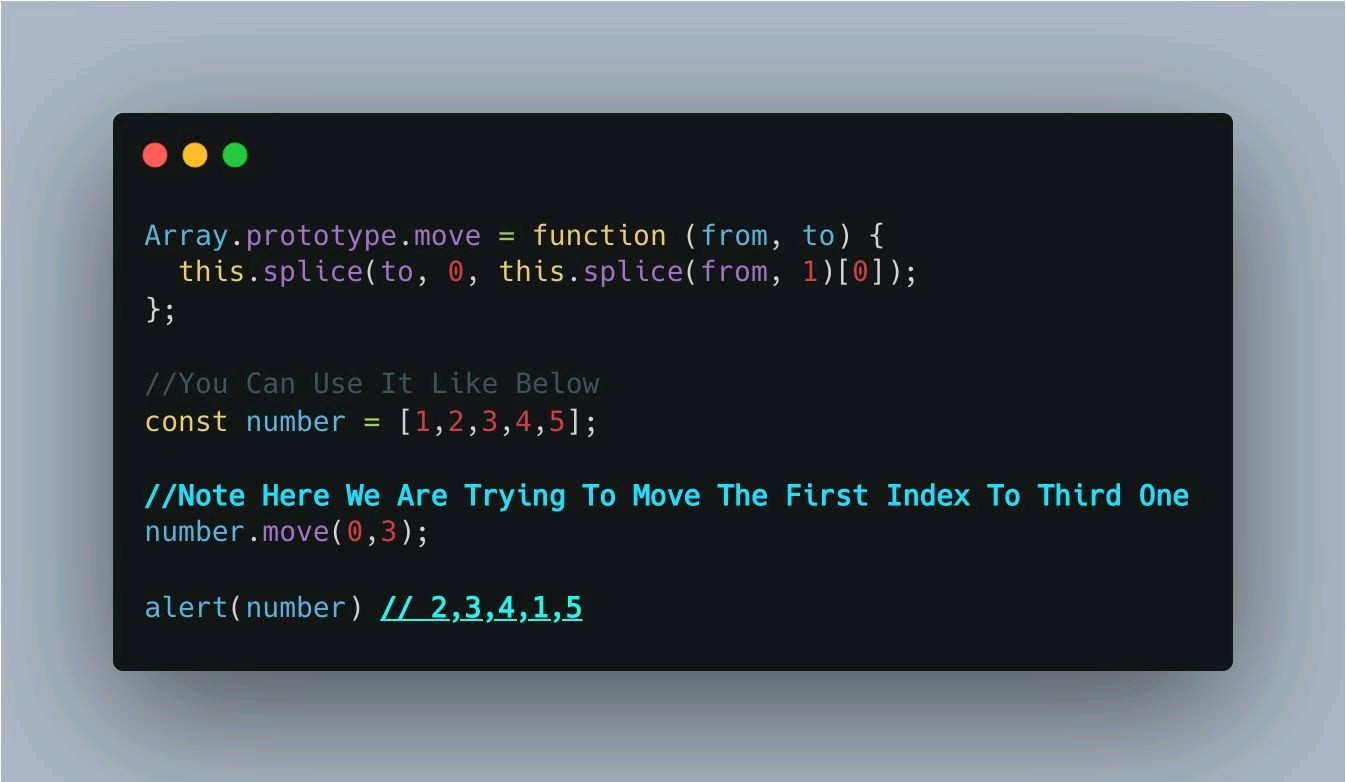 Array.prototype.move = function (from, to) {
  this.splice(to, 0, this.splice(from, 1)[0]);
};
//You Can Use It Like Below
const number = [1,2,3,4,5];
//Note Here We Are Trying To Move The First Index To Third One
number.move(0,3);
alert(number) // 2,3,4,1,5